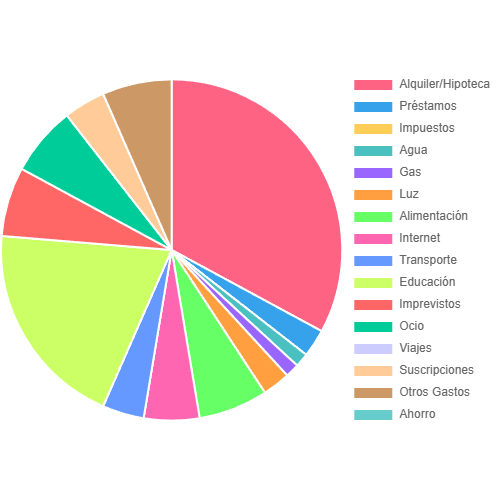 Alquiler/Hipoteca
Préstamos
Impuestos
Agua
Gas
Luz
Alimentación
Internet
Transporte
Educación
Imprevistos
Ocio
Viajes
Suscripciones
Otros Gastos
Ahorro